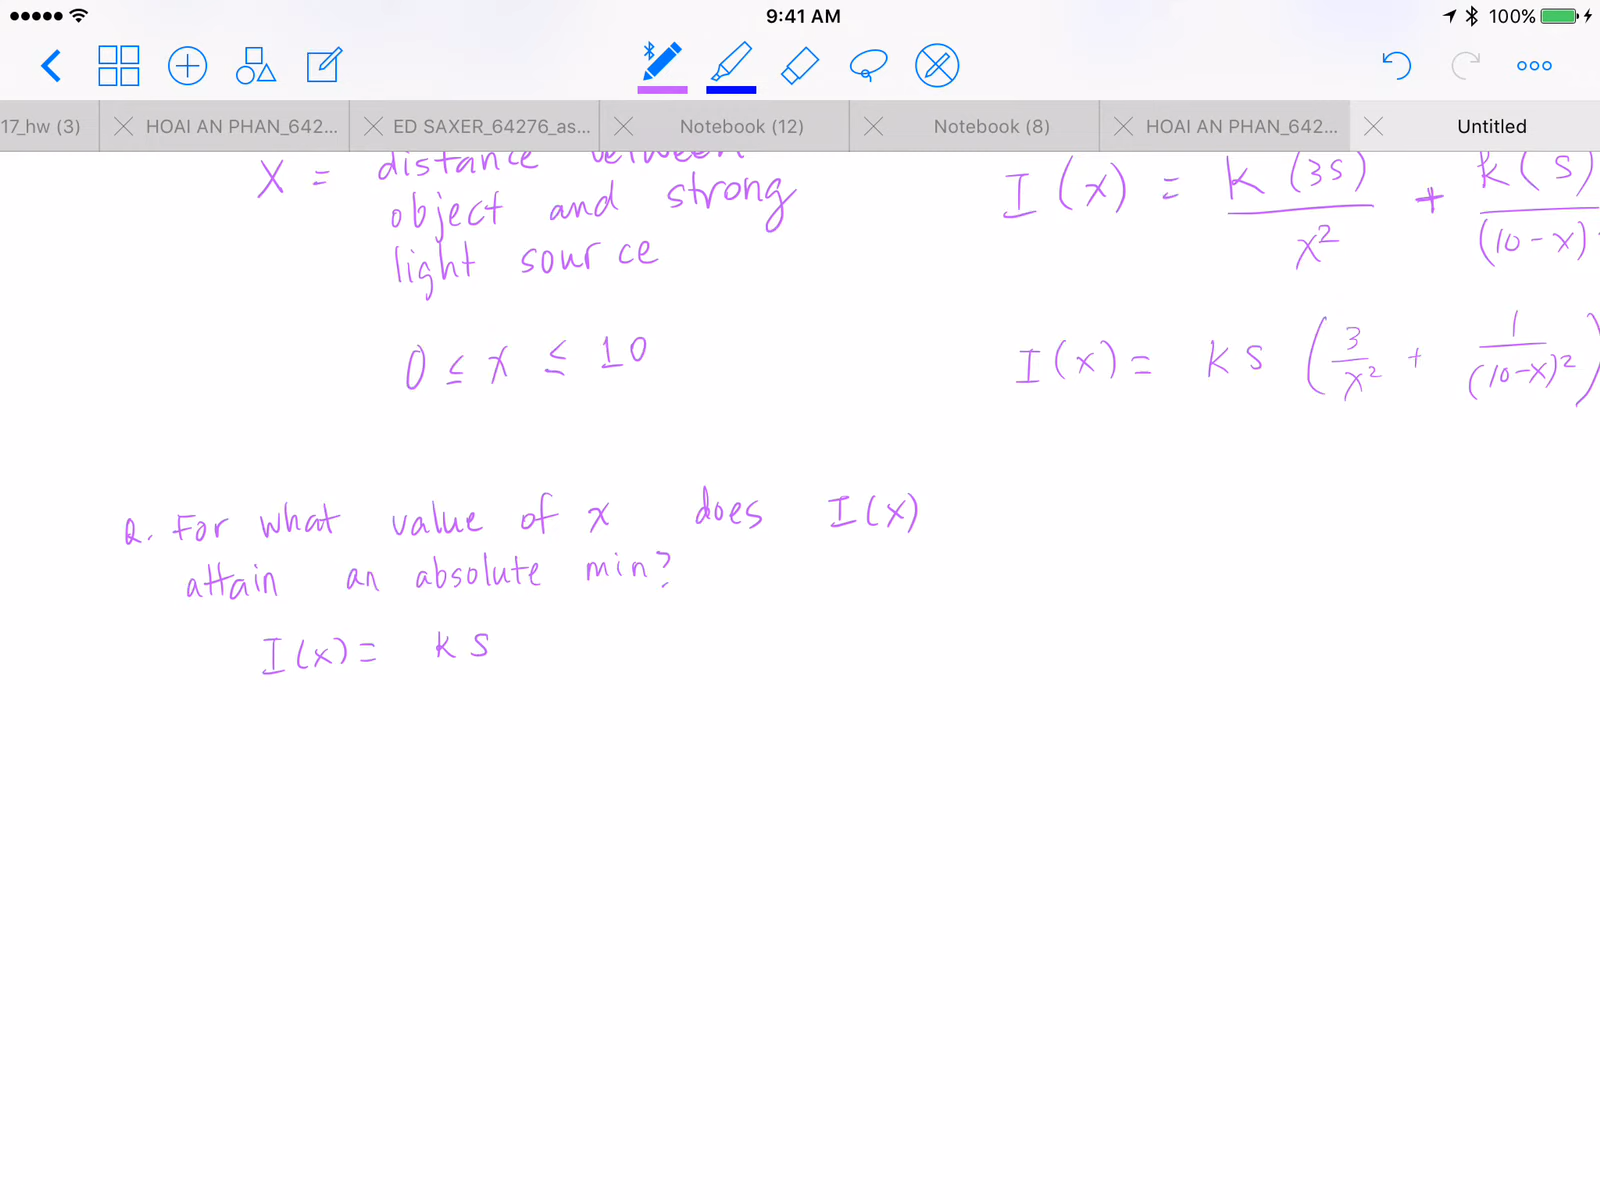 9:41 AM
100%
17_hw (3)
HOAI AN PHAN_642...
ED SAXER_64276_as...
Notebook (12)
Notebook (8)
HOAI AN PHAN_642...
Untitled
X = distance between
object and strong
light source
0 ≤ x ≤ 10
I(x) = k(3s)/x² + k(s)/(10-x)
I(x) = ks (3/x² + 1/(10-x)²)
Q. For what value of x does I(x)
attain an absolute min?
I(x) = ks